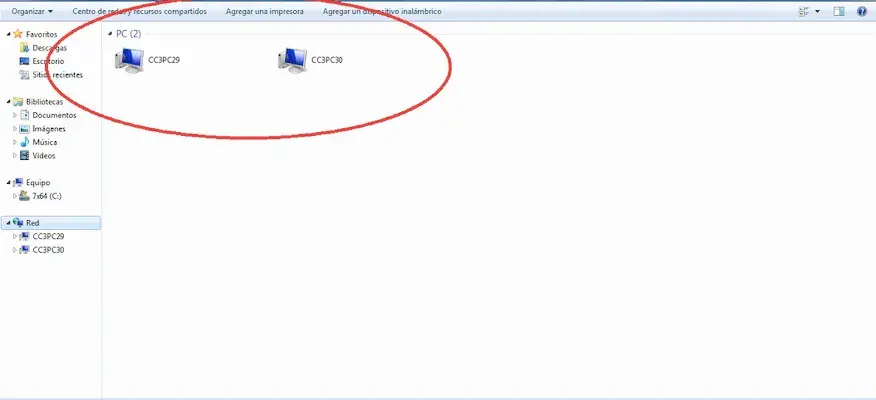 Organizar Centro de redes y recursos compartidos Agregar una impresora Agregar un dispositivo inalámbrico
Favoritos
Descargas
Escritorio
Sitios recientes
Bibliotecas
Documentos
Imágenes
Música
Vídeos
Equipo
7x64 (C:)
Red
CC3PC29
CC3PC30
PC (2)
CC3PC29 CC3PC30